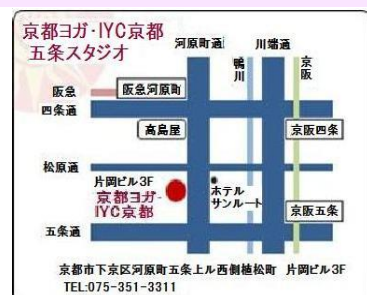 京都ヨガ・IYC京都
五条スタジオ
河原町通
川端通
鴨川
京阪
阪急
阪急河原町
四条通
高島屋
京阪四条
松原通
片岡ビル3F
京都ヨガ-
IYC京都
ホテル
サンルート
京阪五条
五条通
京都市下京区河原町五条上ル西側植松町 片岡ビル3F
TEL:075-351-3311